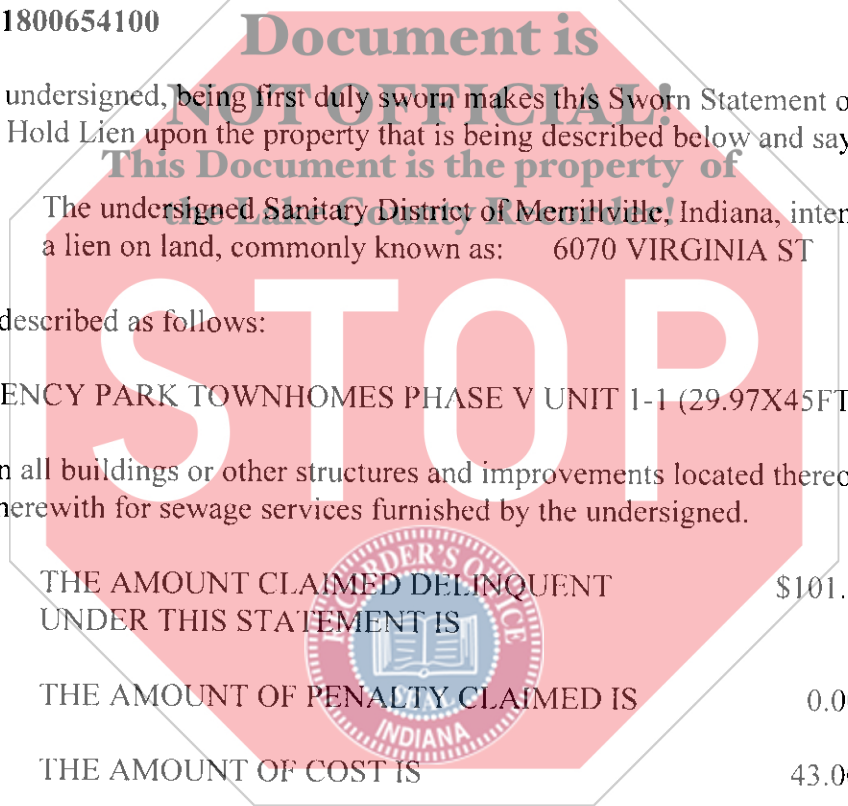 1800654100
Document is
NOT OFFICIAL!
undersigned, being first duly sworn makes this Sworn Statement o
Hold Lien upon the property that is being described below and say
This Document is the property of
the Lake County Recorder!
The undersigned Sanitary District of Merrillville, Indiana, inten
a lien on land, commonly known as: 6070 VIRGINIA ST
described as follows:
STOP
ENCY PARK TOWNHOMES PHASE V UNIT 1-1 (29.97X45FT
n all buildings or other structures and improvements located thereo
herewith for sewage services furnished by the undersigned.
RECORDER'S OFFICE
THE AMOUNT CLAIMED DELINQUENT $101.
UNDER THIS STATEMENT IS
THE AMOUNT OF PENALTY CLAIMED IS 0.0
SEAL
INDIANA
THE AMOUNT OF COST IS 43.0